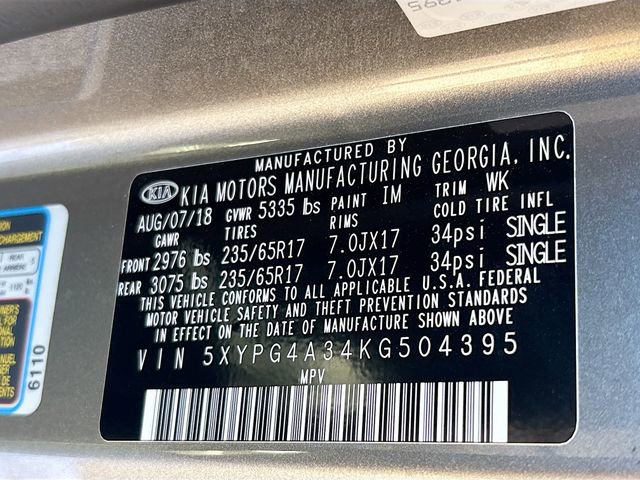 MANUFACTURED BY
KIA KIA MOTORS MANUFACTURING GEORGIA, INC.
AUG/07/18 GVWR 5335 lbs PAINT IM TRIM WK
GAWR TIRES RIMS COLD TIRE INFL
FRONT 2976 lbs 235/65R17 7.0JX17 34psi SINGLE
REAR 3075 lbs 235/65R17 7.0JX17 34psi SINGLE
THIS VEHICLE CONFORMS TO ALL APPLICABLE U.S.A. FEDERAL
MOTOR VEHICLE SAFETY AND THEFT PREVENTION STANDARDS
IN EFFECT ON THE DATE OF MANUFACTURE SHOWN ABOVE
VIN 5XYPG4A34KG504395
MPV
6110